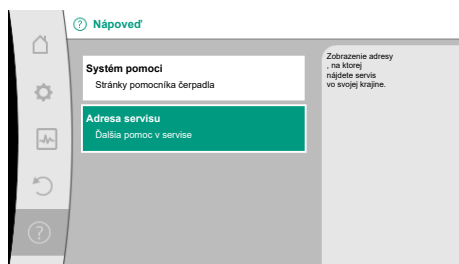 Nápoveď
Systém pomoci
Stránky pomocníka čerpadla
Adresa servisu
Ďalšia pomoc v servise
Zobrazenie adresy
, na ktorej
nájdete servis
vo svojej krajine.